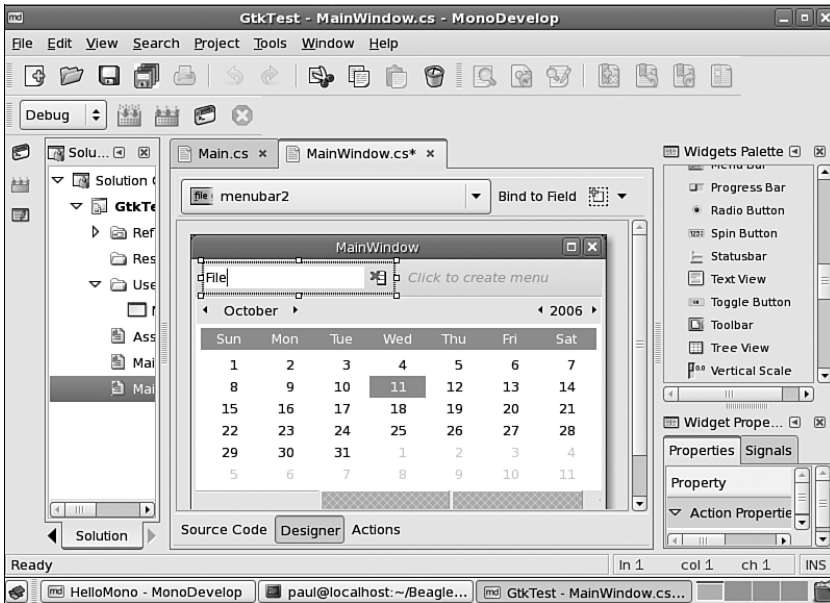 md GtkTest - MainWindow.cs - MonoDevelop
File Edit View Search Project Tools Window Help
Debug
Solu...
Solution
GtkTe
Ref
Res
Use
Ass
Mai
Mai
Solution
Main.cs × MainWindow.cs* ×
file menubar2 Bind to Field
MainWindow
File Click to create menu
October 2006
Sun Mon Tue Wed Thu Fri Sat
1 2 3 4 5 6 7
8 9 10 11 12 13 14
15 16 17 18 19 20 21
22 23 24 25 26 27 28
29 30 31 1 2 3 4
5 6 7 8 9 10 11
Source Code Designer Actions
Widgets Palette
Menu Bar
Progress Bar
Radio Button
Spin Button
Statusbar
Text View
Toggle Button
Toolbar
Tree View
Vertical Scale
Widget Prope...
Properties Signals
Property
Action Propertie
Ready ln 1 col 1 ch 1 INS
md HelloMono - MonoDevelop paul@localhost:~/Beagle... md GtkTest - MainWindow.cs...